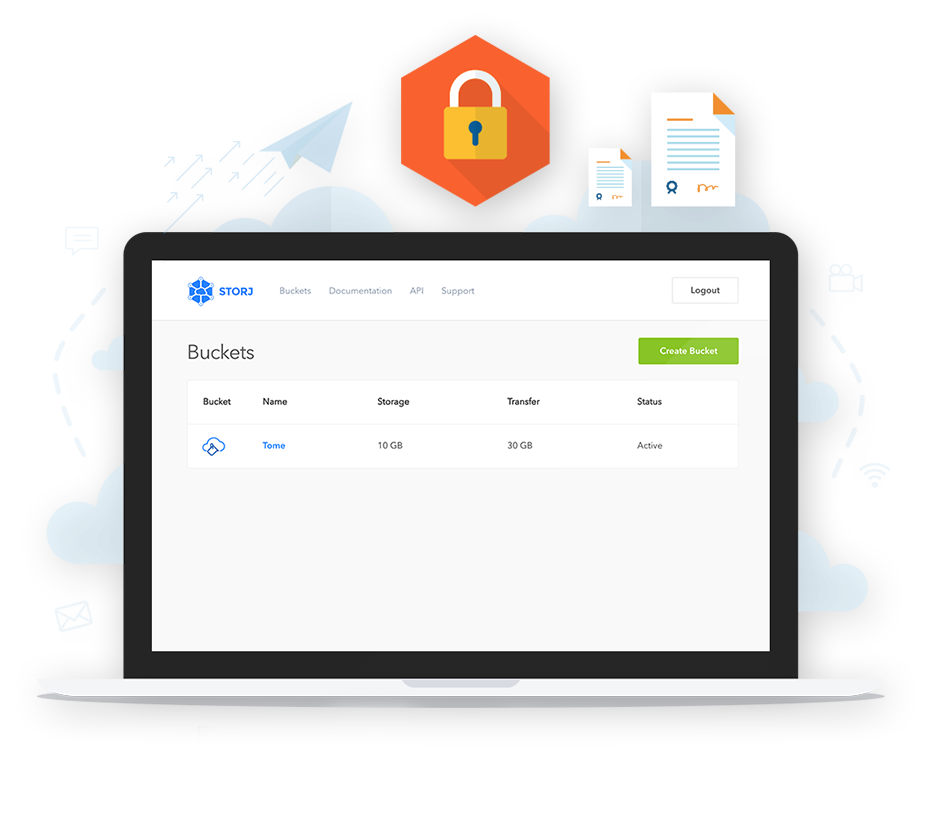 STORJ Buckets Documentation API Support Logout
Buckets Create Bucket
Bucket Name Storage Transfer Status
Tome 10 GB 30 GB Active